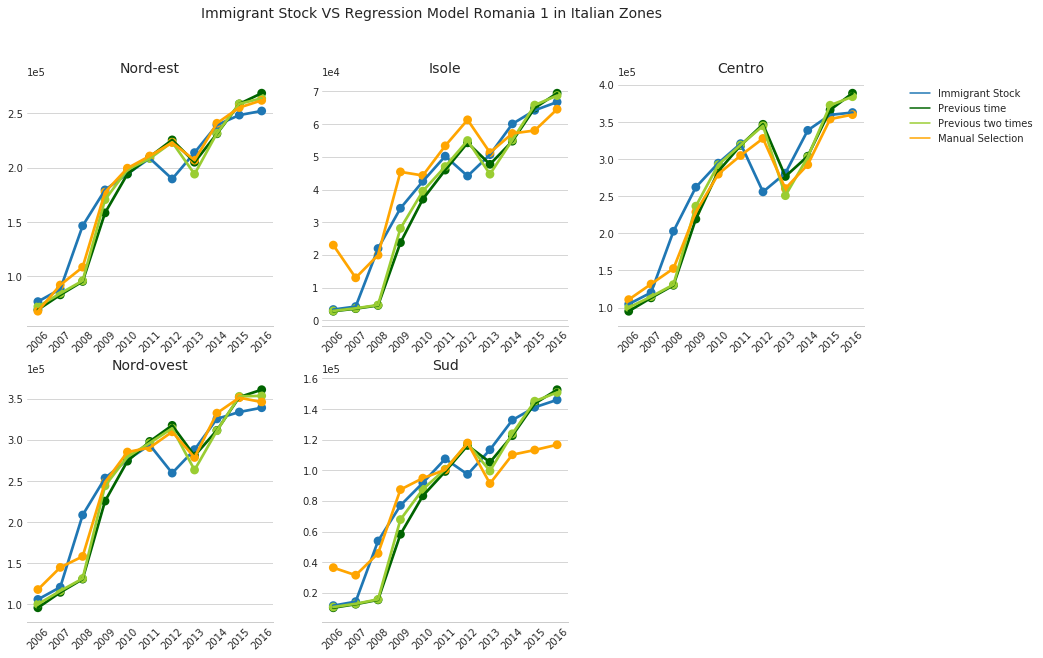 Immigrant Stock VS Regression Model Romania 1 in Italian Zones
1e5
Nord-est
2.5
2.0
1.5
1.0
2006 2007 2008 2009 2010 2011 2012 2013 2014 2015 2016
1e4
Isole
7
6
5
4
3
2
1
0
2006 2007 2008 2009 2010 2011 2012 2013 2014 2015 2016
1e5
Centro
4.0
3.5
3.0
2.5
2.0
1.5
1.0
2006 2007 2008 2009 2010 2011 2012 2013 2014 2015 2016
Immigrant Stock
Previous time
Previous two times
Manual Selection
1e5
Nord-ovest
3.5
3.0
2.5
2.0
1.5
1.0
2006 2007 2008 2009 2010 2011 2012 2013 2014 2015 2016
1e5
Sud
1.6
1.4
1.2
1.0
0.8
0.6
0.4
0.2
2006 2007 2008 2009 2010 2011 2012 2013 2014 2015 2016